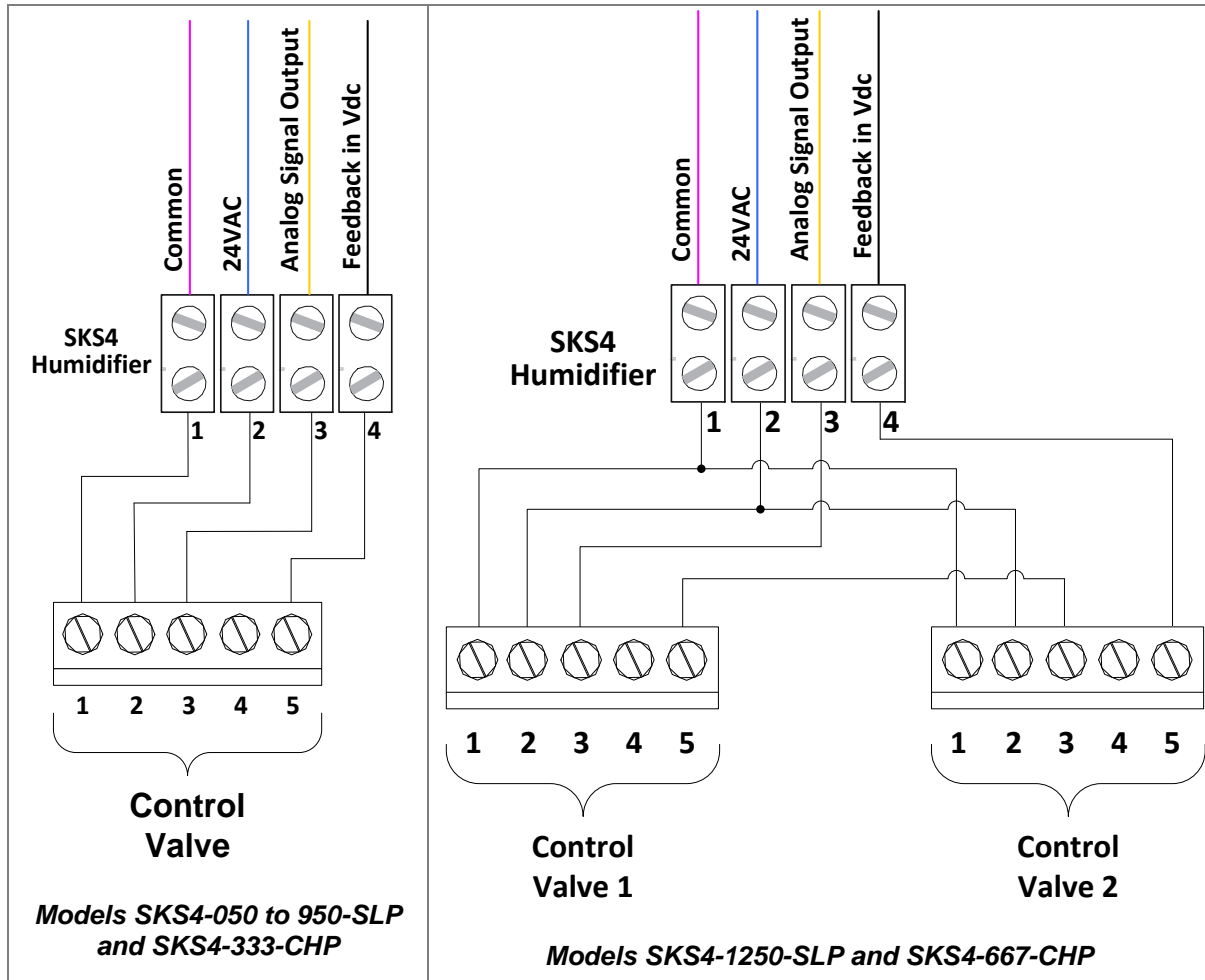 Common
24VAC
Analog Signal Output
Feedback in Vdc
SKS4
Humidifier
1 2 3 4
1 2 3 4 5
Control
Valve
Models SKS4-050 to 950-SLP
and SKS4-333-CHP
Common
24VAC
Analog Signal Output
Feedback in Vdc
SKS4
Humidifier
1 2 3 4
1 2 3 4 5
Control
Valve 1
1 2 3 4 5
Control
Valve 2
Models SKS4-1250-SLP and SKS4-667-CHP